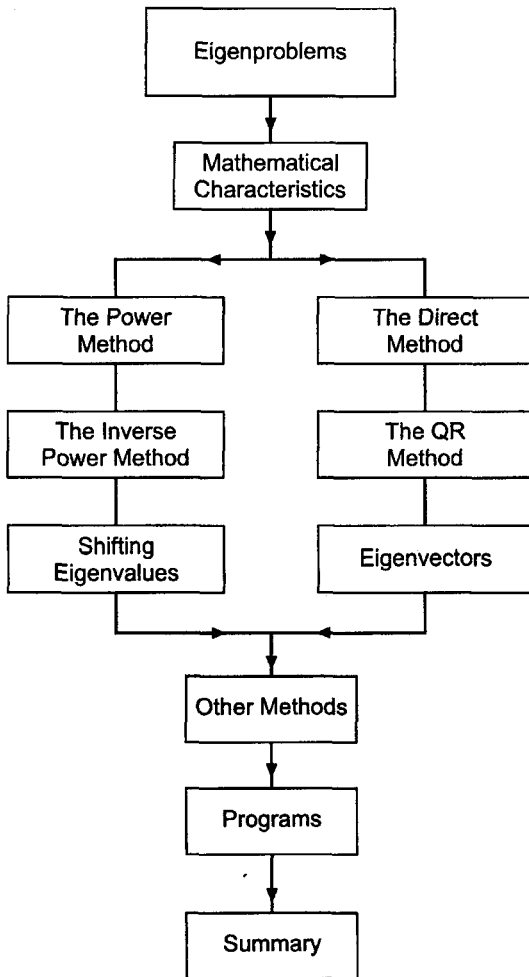 Eigenproblems
Mathematical
Characteristics
The Power
Method
The Inverse
Power Method
Shifting
Eigenvalues
The Direct
Method
The QR
Method
Eigenvectors
Other Methods
Programs
Summary